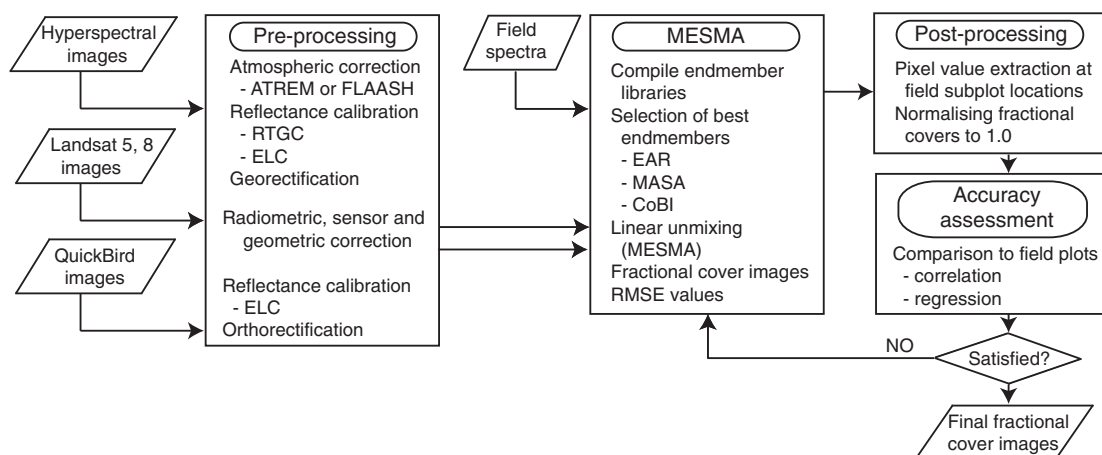 Hyperspectral
images
Landsat 5, 8
images
QuickBird
images
Pre-processing
Atmospheric correction
- ATREM or FLAASH
Reflectance calibration
- RTGC
- ELC
Georectification
Radiometric, sensor and
geometric correction
Reflectance calibration
- ELC
Orthorectification
Field
spectra
MESMA
Compile endmember
libraries
Selection of best
endmembers
- EAR
- MASA
- CoBI
Linear unmixing
(MESMA)
Fractional cover images
RMSE values
Post-processing
Pixel value extraction at
field subplot locations
Normalising fractional
covers to 1.0
Accuracy
assessment
Comparison to field plots
- correlation
- regression
NO
Satisfied?
Final fractional
cover images